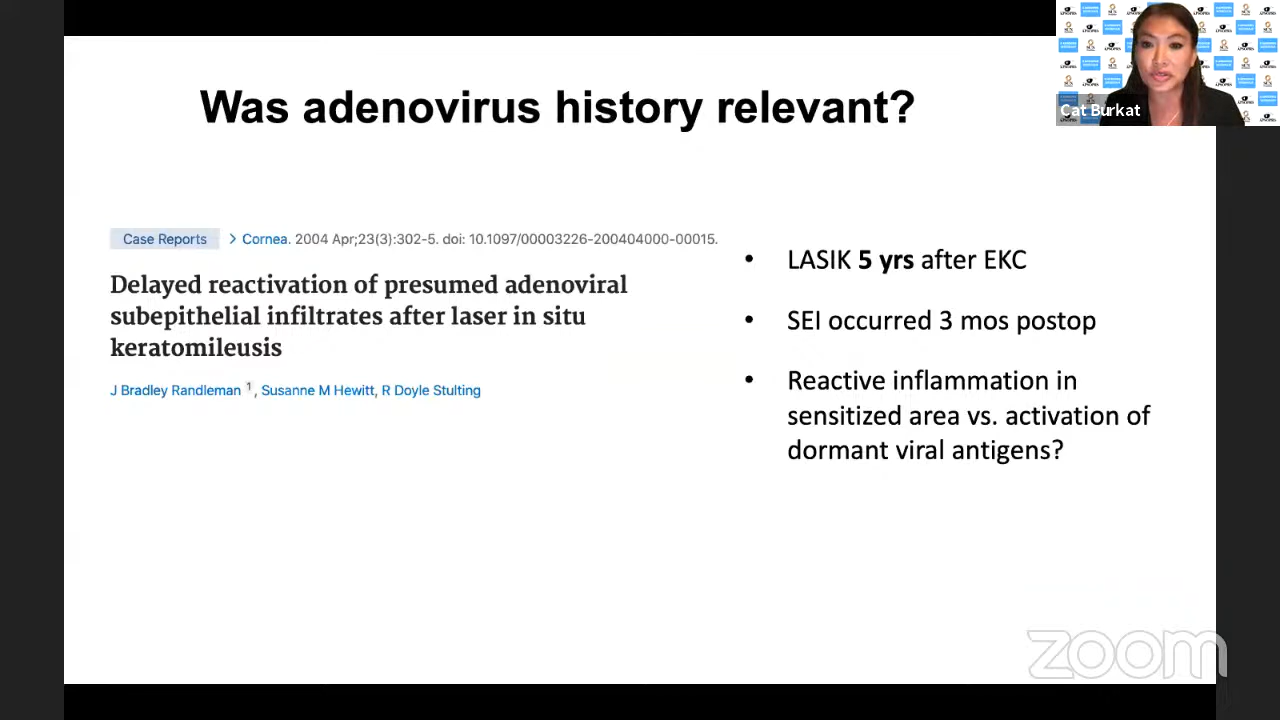 Was adenovirus history relevant?
Cat Burkat
Case Reports > Cornea. 2004 Apr;23(3):302-5. doi: 10.1097/00003226-200404000-00015.
Delayed reactivation of presumed adenoviral
subepithelial infiltrates after laser in situ
keratomileusis
J Bradley Randleman 1, Susanne M Hewitt, R Doyle Stulting
• LASIK 5 yrs after EKC
• SEI occurred 3 mos postop
• Reactive inflammation in
sensitized area vs. activation of
dormant viral antigens?
zoom